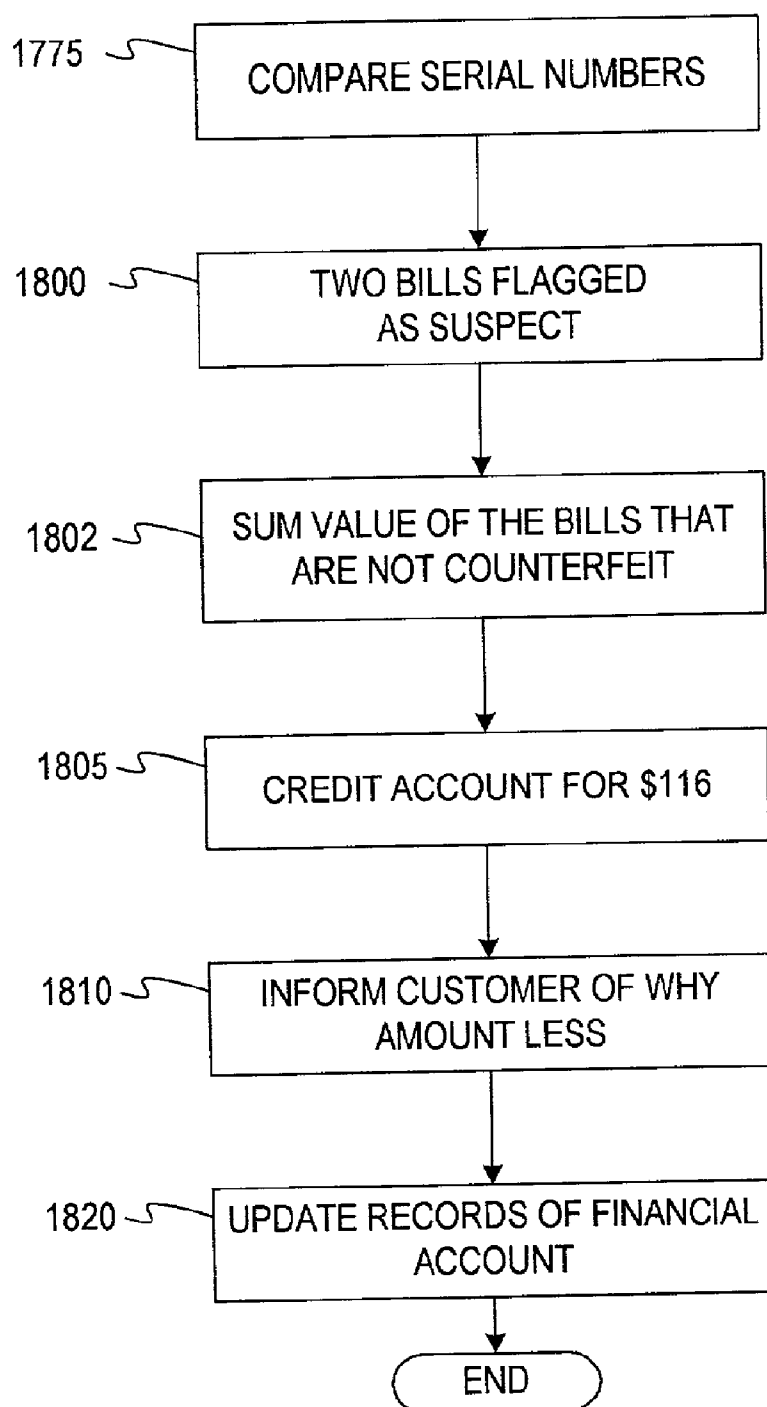 1775
COMPARE SERIAL NUMBERS
1800
TWO BILLS FLAGGED
AS SUSPECT
1802
SUM VALUE OF THE BILLS THAT
ARE NOT COUNTERFEIT
1805
CREDIT ACCOUNT FOR $116
1810
INFORM CUSTOMER OF WHY
AMOUNT LESS
1820
UPDATE RECORDS OF FINANCIAL
ACCOUNT
END